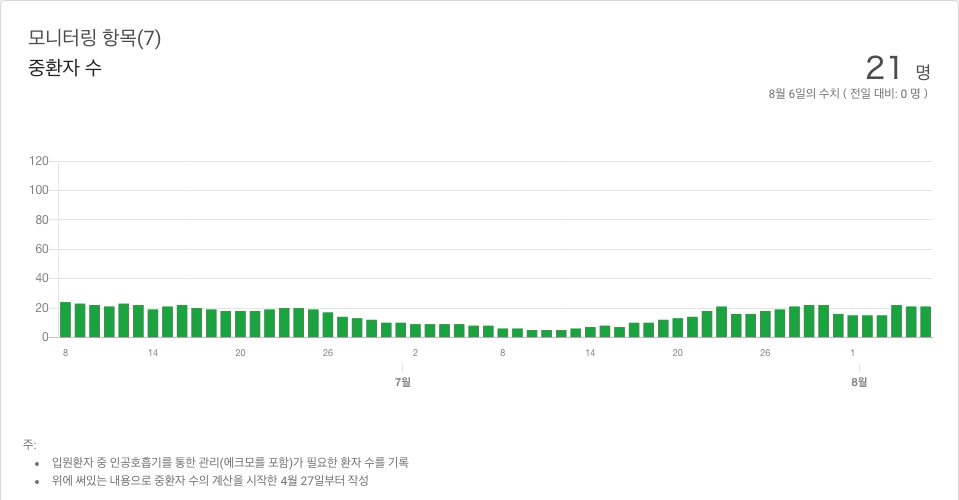 모니터링 항목(7)
중환자 수
21 명
8월 6일의 수치 ( 전일 대비: 0 명 )
120
100
80
60
40
20
0
8 14 20 26 2 8 14 20 26 1
7월 8월
주:
• 입원환자 중 인공호흡기를 통한 관리(에크모를 포함)가 필요한 환자 수를 기록
• 위에 써있는 내용으로 중환자 수의 계산을 시작한 4월 27일부터 작성